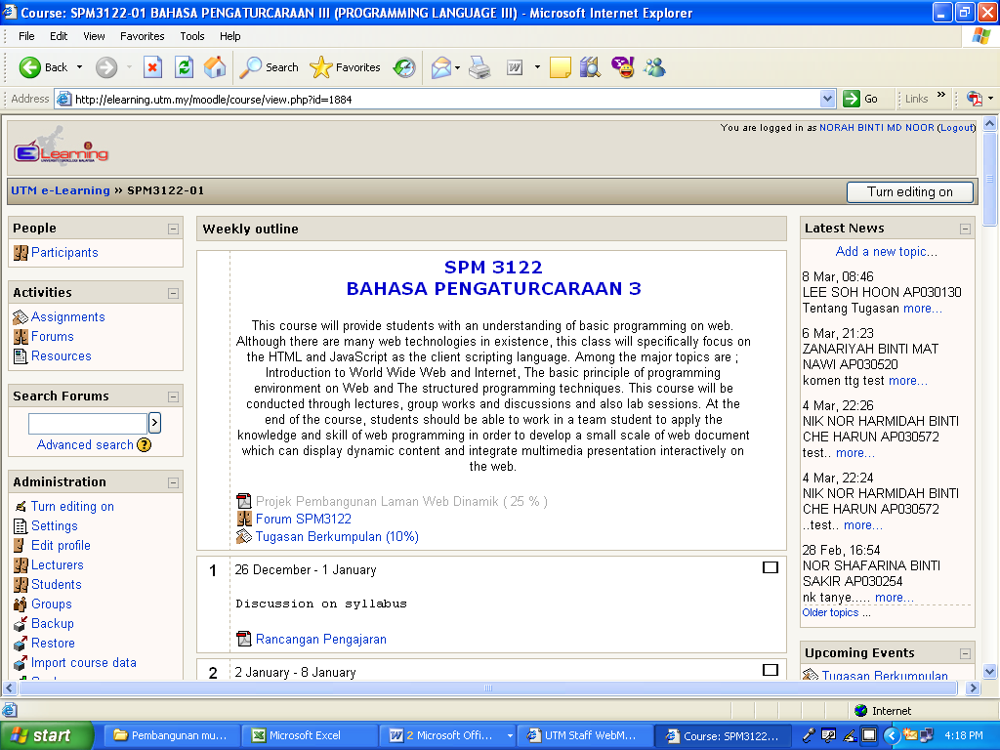 Course: SPM3122-01 BAHASA PENGATURCARAAN III (PROGRAMMING LANGUAGE III) - Microsoft Internet Explorer
File Edit View Favorites Tools Help
Back Search Favorites
Address http://elearning.utm.my/moodle/course/view.php?id=1884 Go Links »
You are logged in as NORAH BINTI MD NOOR (Logout)
eLearning
UTM e-Learning » SPM3122-01
Turn editing on
People
Participants
Activities
Assignments
Forums
Resources
Search Forums
>
Advanced search ?
Administration
Turn editing on
Settings
Edit profile
Lecturers
Students
Groups
Backup
Restore
Import course data
Weekly outline
SPM 3122
BAHASA PENGATURCARAAN 3
This course will provide students with an understanding of basic programming on web.
Although there are many web technologies in existence, this class will specifically focus on
the HTML and JavaScript as the client scripting language. Among the major topics are ;
Introduction to World Wide Web and Internet, The basic principle of programming
environment on Web and The structured programming techniques. This course will be
conducted through lectures, group works and discussions and also lab sessions. At the
end of the course, students should be able to work in a team student to apply the
knowledge and skill of web programming in order to develop a small scale of web document
which can display dynamic content and integrate multimedia presentation interactively on
the web.
Projek Pembangunan Laman Web Dinamik ( 25 % )
Forum SPM3122
Tugasan Berkumpulan (10%)
1 26 December - 1 January
Discussion on syllabus
Rancangan Pengajaran
2 2 January - 8 January
Latest News
Add a new topic...
8 Mar, 08:46
LEE SOH HOON AP030130
Tentang Tugasan more...
6 Mar, 21:23
ZANARIYAH BINTI MAT
NAWI AP030520
komen ttg test more...
4 Mar, 22:26
NIK NOR HARMIDAH BINTI
CHE HARUN AP030572
test.. more...
4 Mar, 22:24
NIK NOR HARMIDAH BINTI
CHE HARUN AP030572
..test.. more...
28 Feb, 16:54
NOR SHAFARINA BINTI
SAKIR AP030254
nk tanye..... more...
Older topics ...
Upcoming Events
Tugasan Berkumpulan
Internet
start Pembangunan mu... Microsoft Excel 2 Microsoft Offi... UTM Staff WebM... Course: SPM3122... 4:18 PM